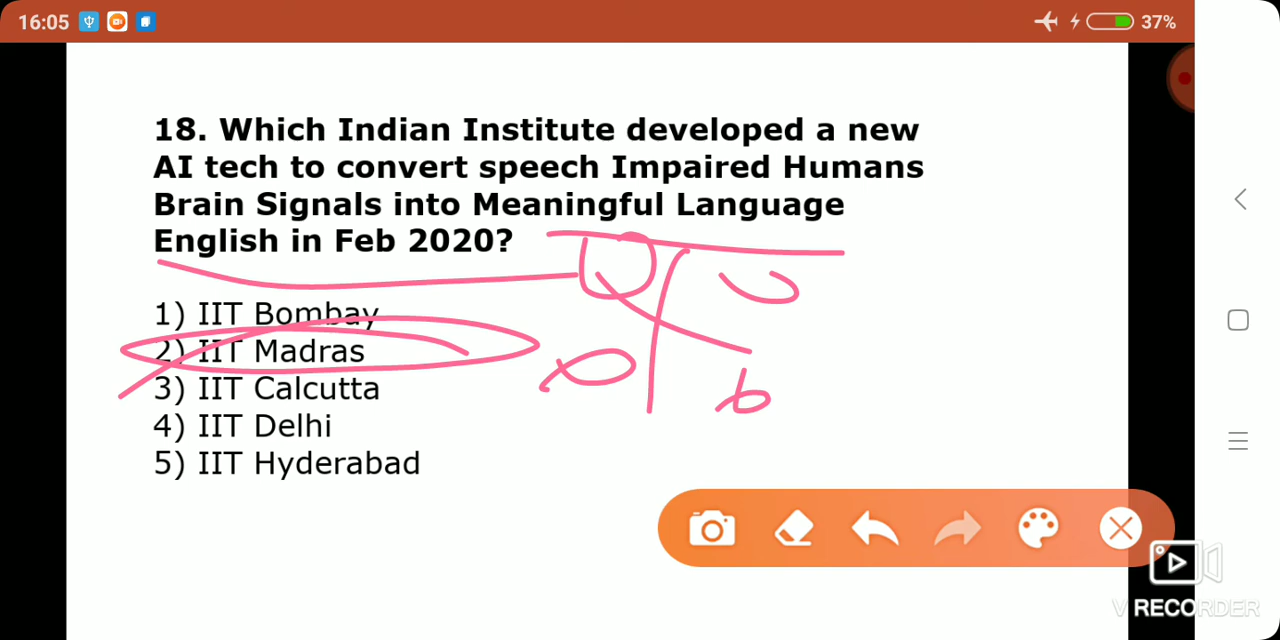 16:05
37%
18. Which Indian Institute developed a new
AI tech to convert speech Impaired Humans
Brain Signals into Meaningful Language
English in Feb 2020?
1) IIT Bombay
2) IIT Madras
3) IIT Calcutta
4) IIT Delhi
5) IIT Hyderabad
b
V RECORDER